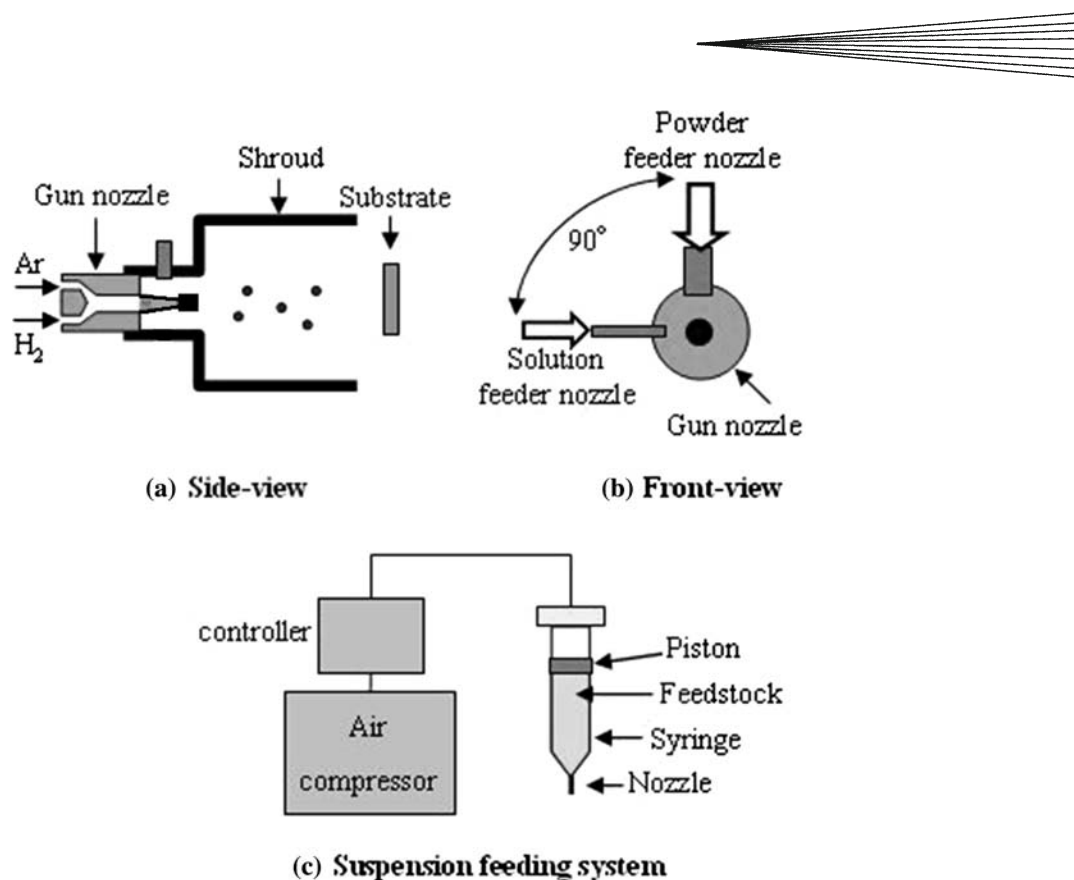 Shroud
Gun nozzle
Substrate
Ar
H2
(a) Side-view
Powder
feeder nozzle
90°
Solution
feeder nozzle
Gun nozzle
(b) Front-view
controller
Air
compressor
Piston
Feedstock
Syringe
Nozzle
(c) Suspension feeding system